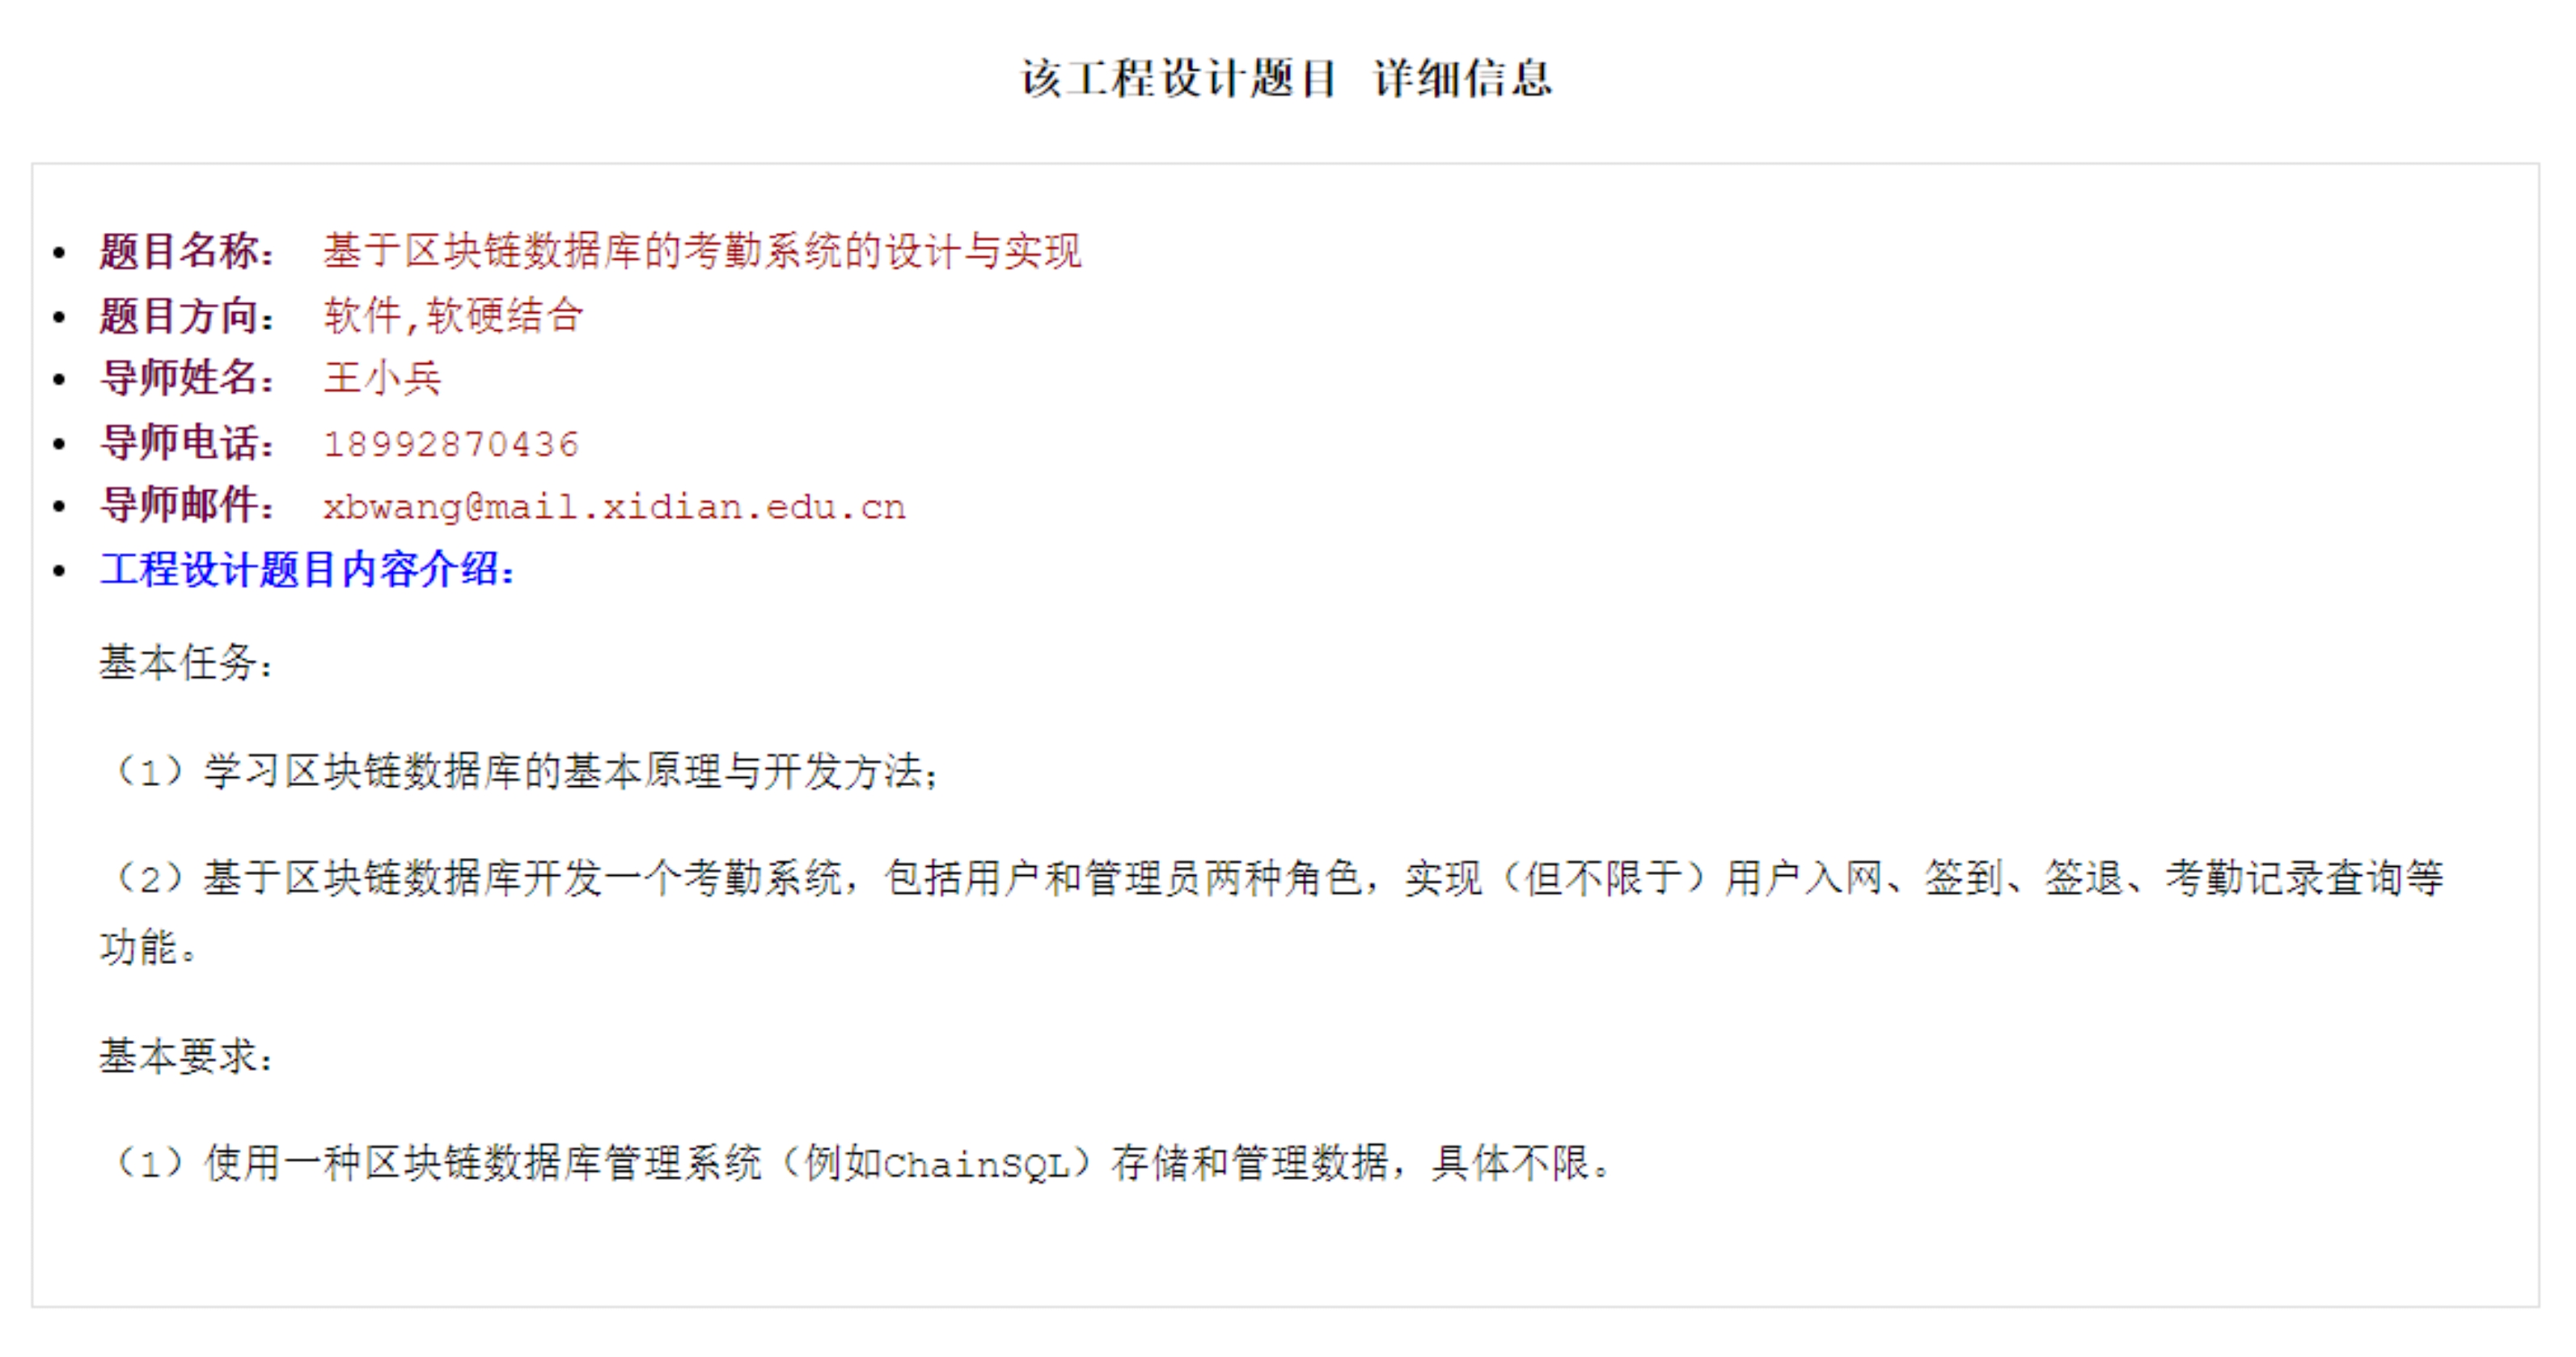 该工程设计题目 详细信息
• 题目名称： 基于区块链数据库的考勤系统的设计与实现
• 题目方向： 软件,软硬结合
• 导师姓名： 王小兵
• 导师电话： 18992870436
• 导师邮件： xbwang@mail.xidian.edu.cn
• 工程设计题目内容介绍：
基本任务：
（1）学习区块链数据库的基本原理与开发方法；
（2）基于区块链数据库开发一个考勤系统，包括用户和管理员两种角色，实现（但不限于）用户入网、签到、签退、考勤记录查询等
功能。
基本要求：
（1）使用一种区块链数据库管理系统（例如ChainSQL）存储和管理数据，具体不限。